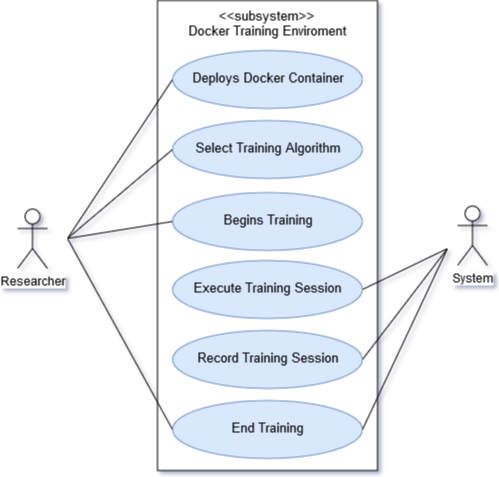 <<subsystem>>
Docker Training Enviroment
Deploys Docker Container
Select Training Algorithm
Begins Training
Researcher
System
Execute Training Session
Record Training Session
End Training